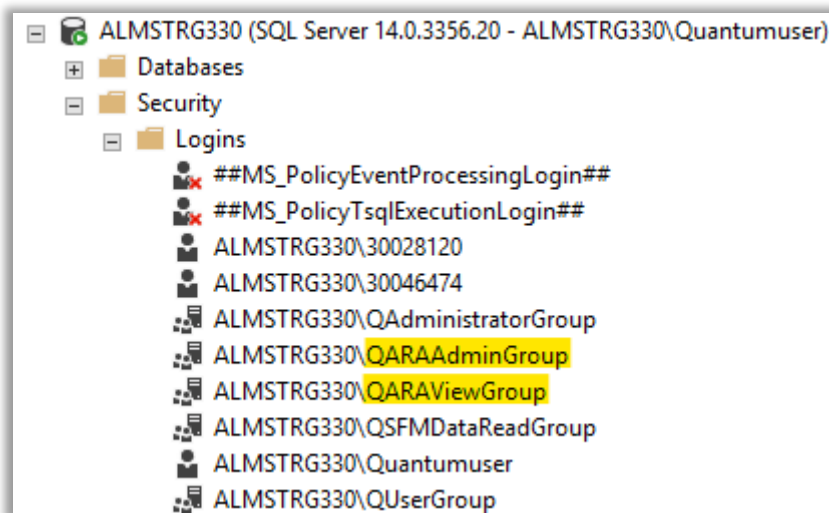 ALMSTRG330 (SQL Server 14.0.3356.20 - ALMSTRG330\Quantumuser)
Databases
Security
Logins
##MS_PolicyEventProcessingLogin##
##MS_PolicyTsqlExecutionLogin##
ALMSTRG330\30028120
ALMSTRG330\30046474
ALMSTRG330\QAdministratorGroup
ALMSTRG330\QARAAdminGroup
ALMSTRG330\QARAViewGroup
ALMSTRG330\QSFMDataReadGroup
ALMSTRG330\Quantumuser
ALMSTRG330\QUserGroup